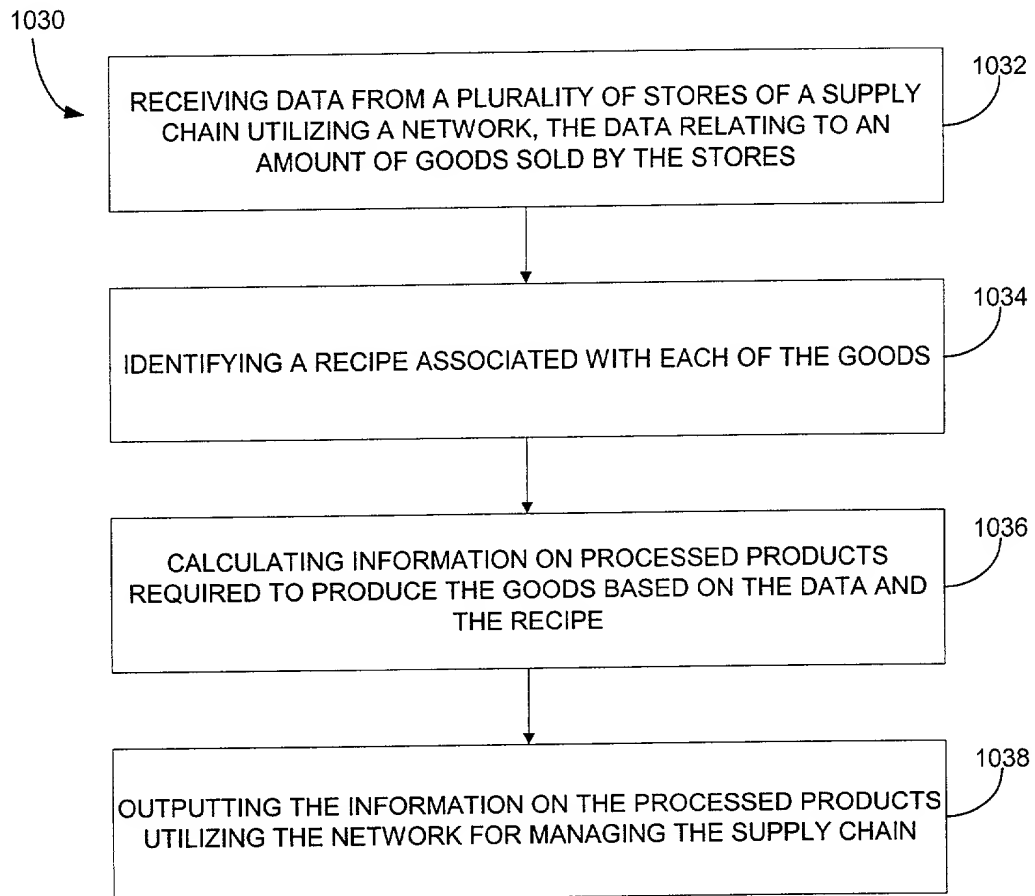 1030
1032
RECEIVING DATA FROM A PLURALITY OF STORES OF A SUPPLY
CHAIN UTILIZING A NETWORK, THE DATA RELATING TO AN
AMOUNT OF GOODS SOLD BY THE STORES
1034
IDENTIFYING A RECIPE ASSOCIATED WITH EACH OF THE GOODS
1036
CALCULATING INFORMATION ON PROCESSED PRODUCTS
REQUIRED TO PRODUCE THE GOODS BASED ON THE DATA AND
THE RECIPE
1038
OUTPUTTING THE INFORMATION ON THE PROCESSED PRODUCTS
UTILIZING THE NETWORK FOR MANAGING THE SUPPLY CHAIN